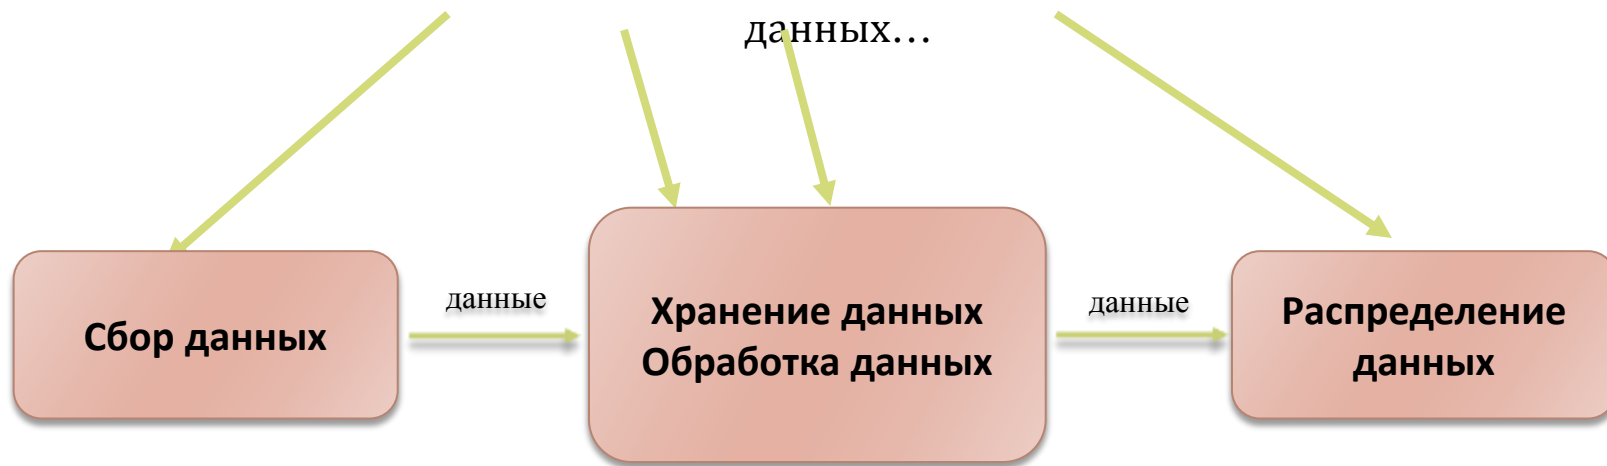 данных...
Сбор данных
данные
Хранение данных
Обработка данных
данные
Распределение
данных